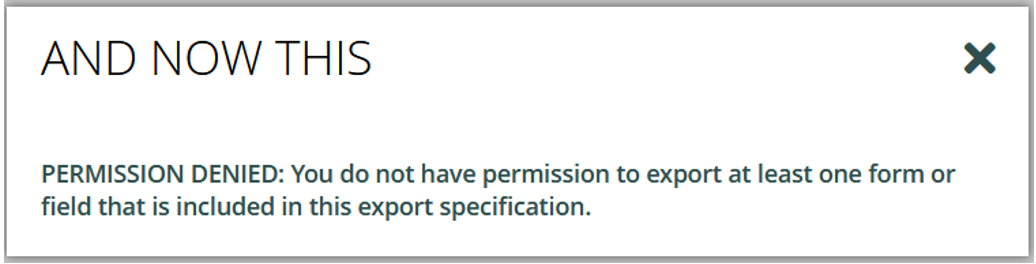 AND NOW THIS
PERMISSION DENIED: You do not have permission to export at least one form or
field that is included in this export specification.